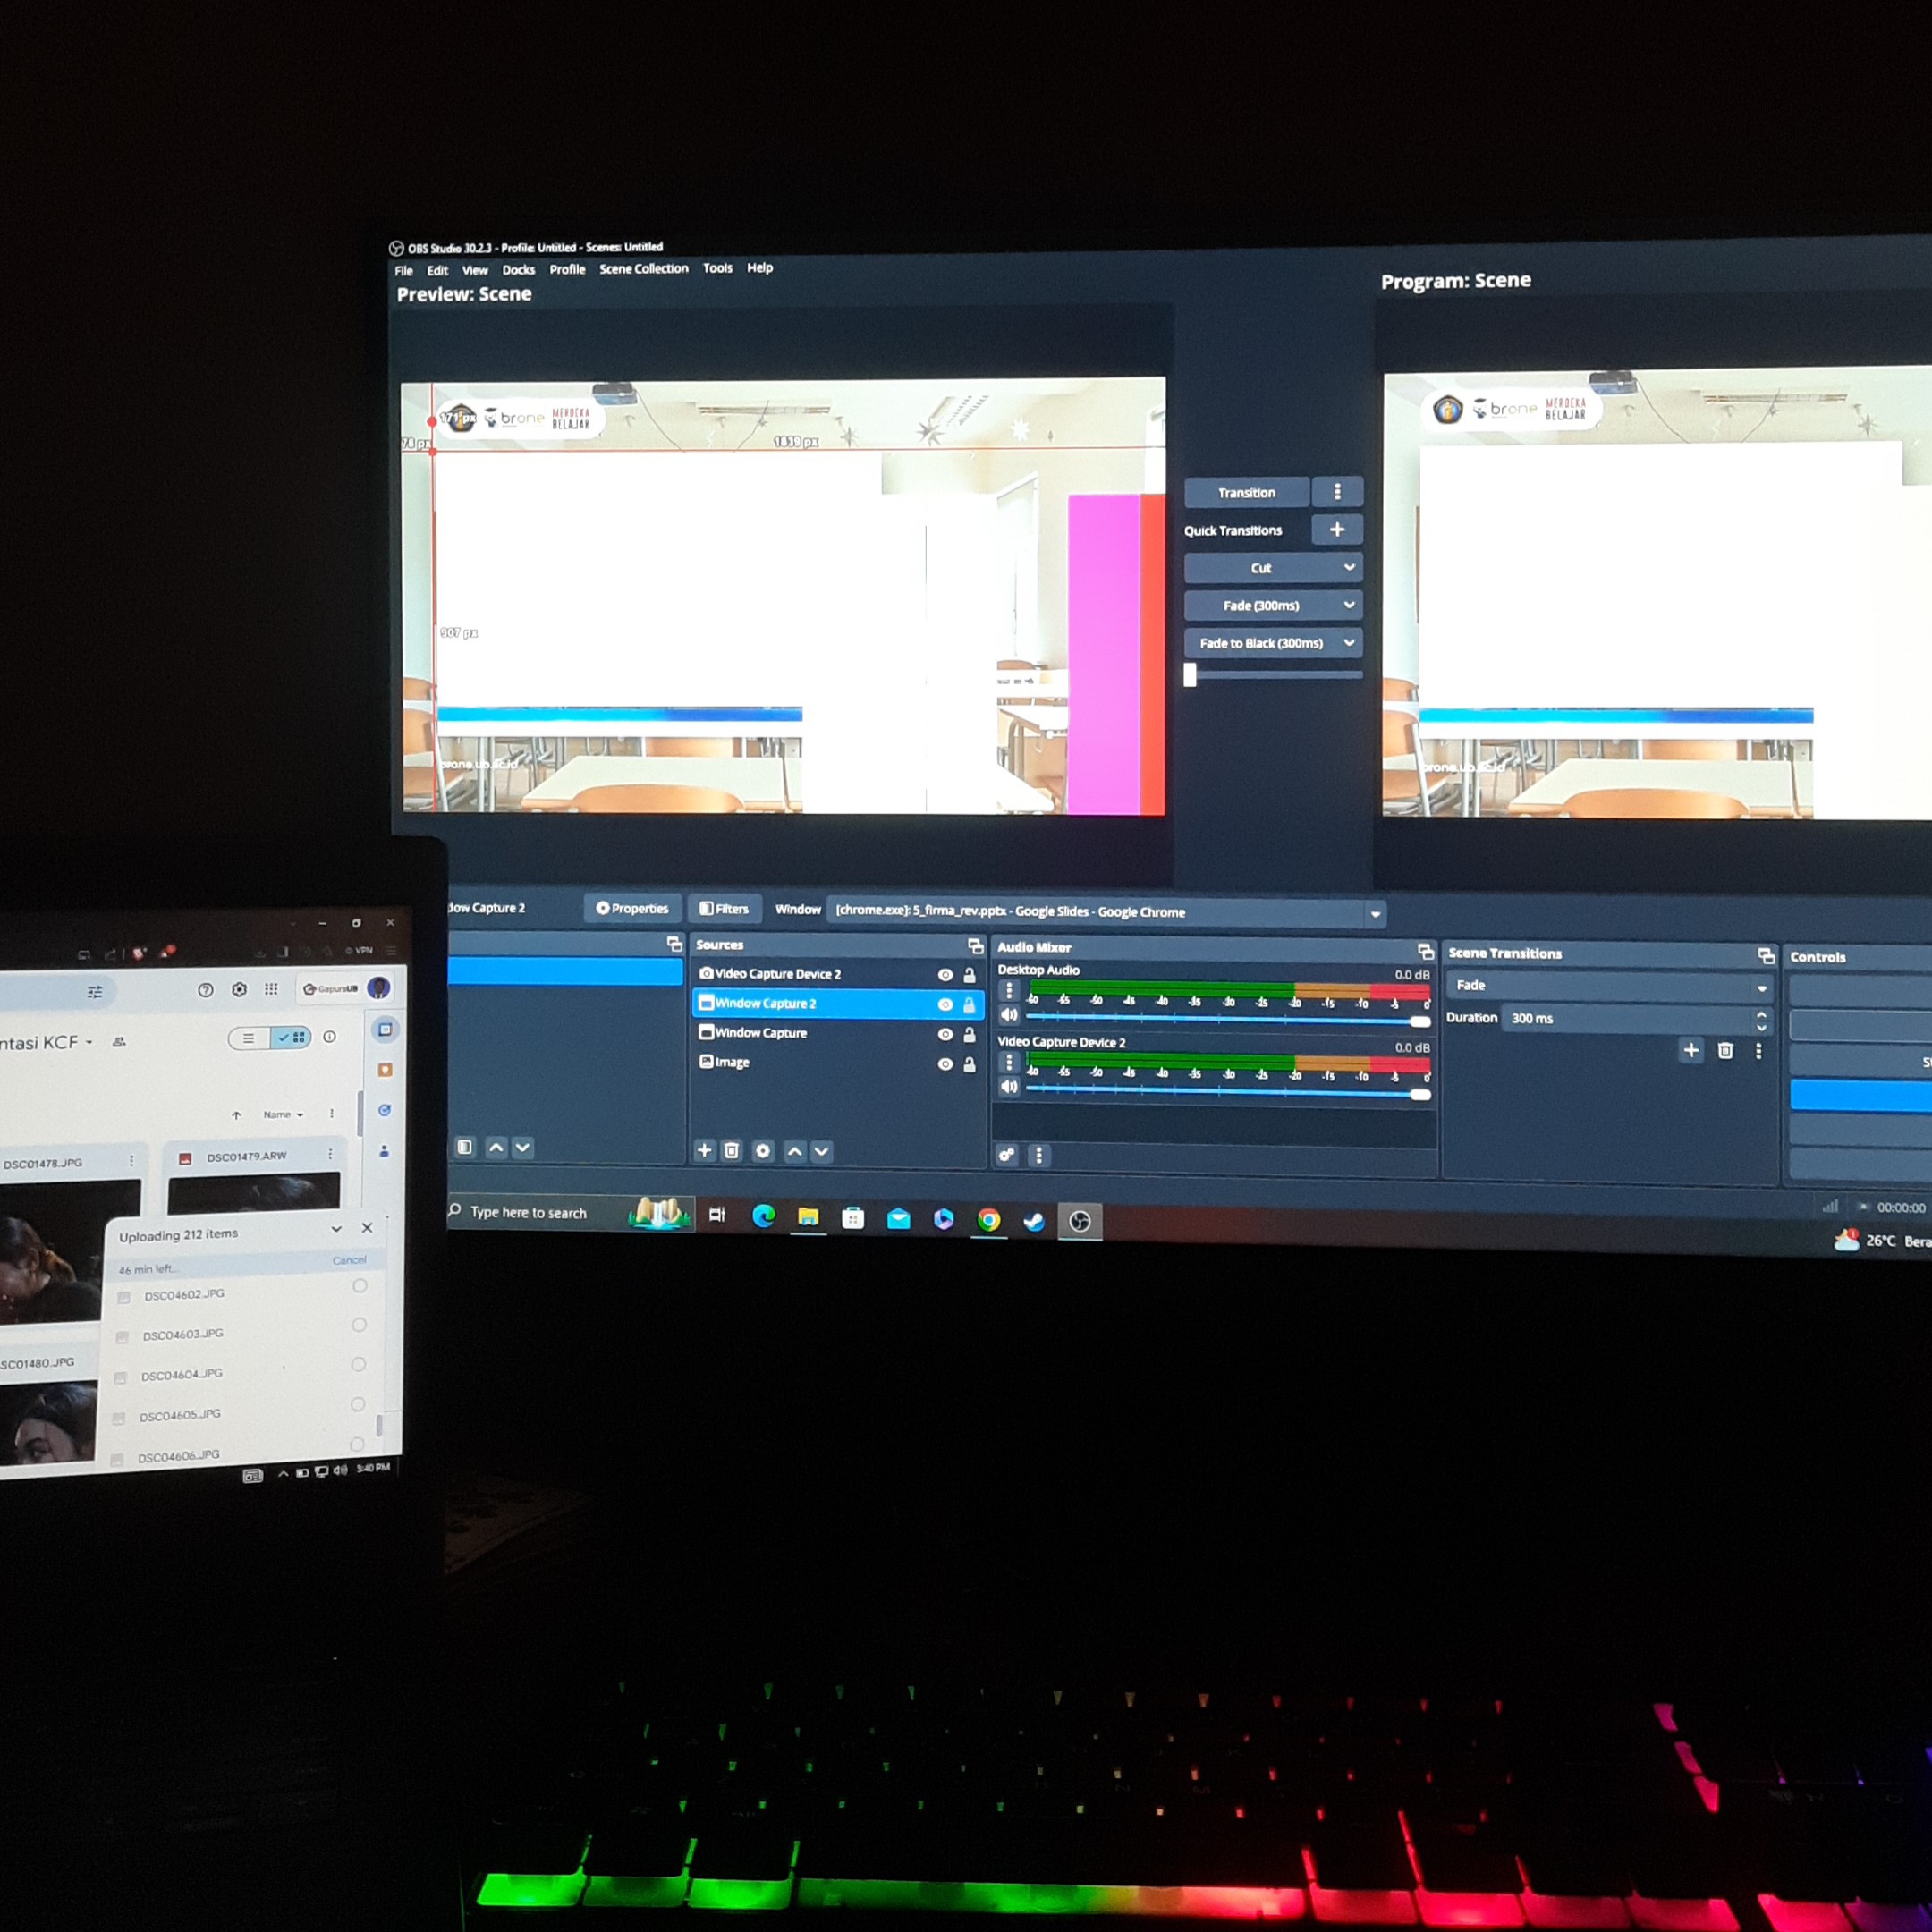 OBS Studio 30.2.3 - Profile: Untitled - Scenes: Untitled
File Edit View Docks Profile Scene Collection Tools Help
Preview: Scene
Program: Scene
171 px
brone
MERDEKA
BELAJAR
78 px
1839 px
907 px
brone.ub.ac.id
brone
MERDEKA
BELAJAR
brone.ub.ac.id
Transition
Quick Transitions
Cut
Fade (300ms)
Fade to Black (300ms)
dow Capture 2
Properties
Filters
Window
[chrome.exe]: 5_firma_rev.pptx - Google Slides - Google Chrome
Sources
Video Capture Device 2
Window Capture 2
Window Capture
Image
Audio Mixer
Desktop Audio
0.0 dB
-60 -55 -50 -45 -40 -35 -30 -25 -20 -15 -10 -5 0
Video Capture Device 2
0.0 dB
-60 -55 -50 -45 -40 -35 -30 -25 -20 -15 -10 -5 0
Scene Transitions
Fade
Duration
300 ms
Controls
00:00:00
Type here to search
26°C Bera
VPN
GapuraUB
ntasi KCF
Name
DSC01478.JPG
DSC01479.ARW
SC01480.JPG
Uploading 212 items
46 min left...
Cancel
DSC04602.JPG
DSC04603.JPG
DSC04604.JPG
DSC04605.JPG
DSC04606.JPG
5:40 PM